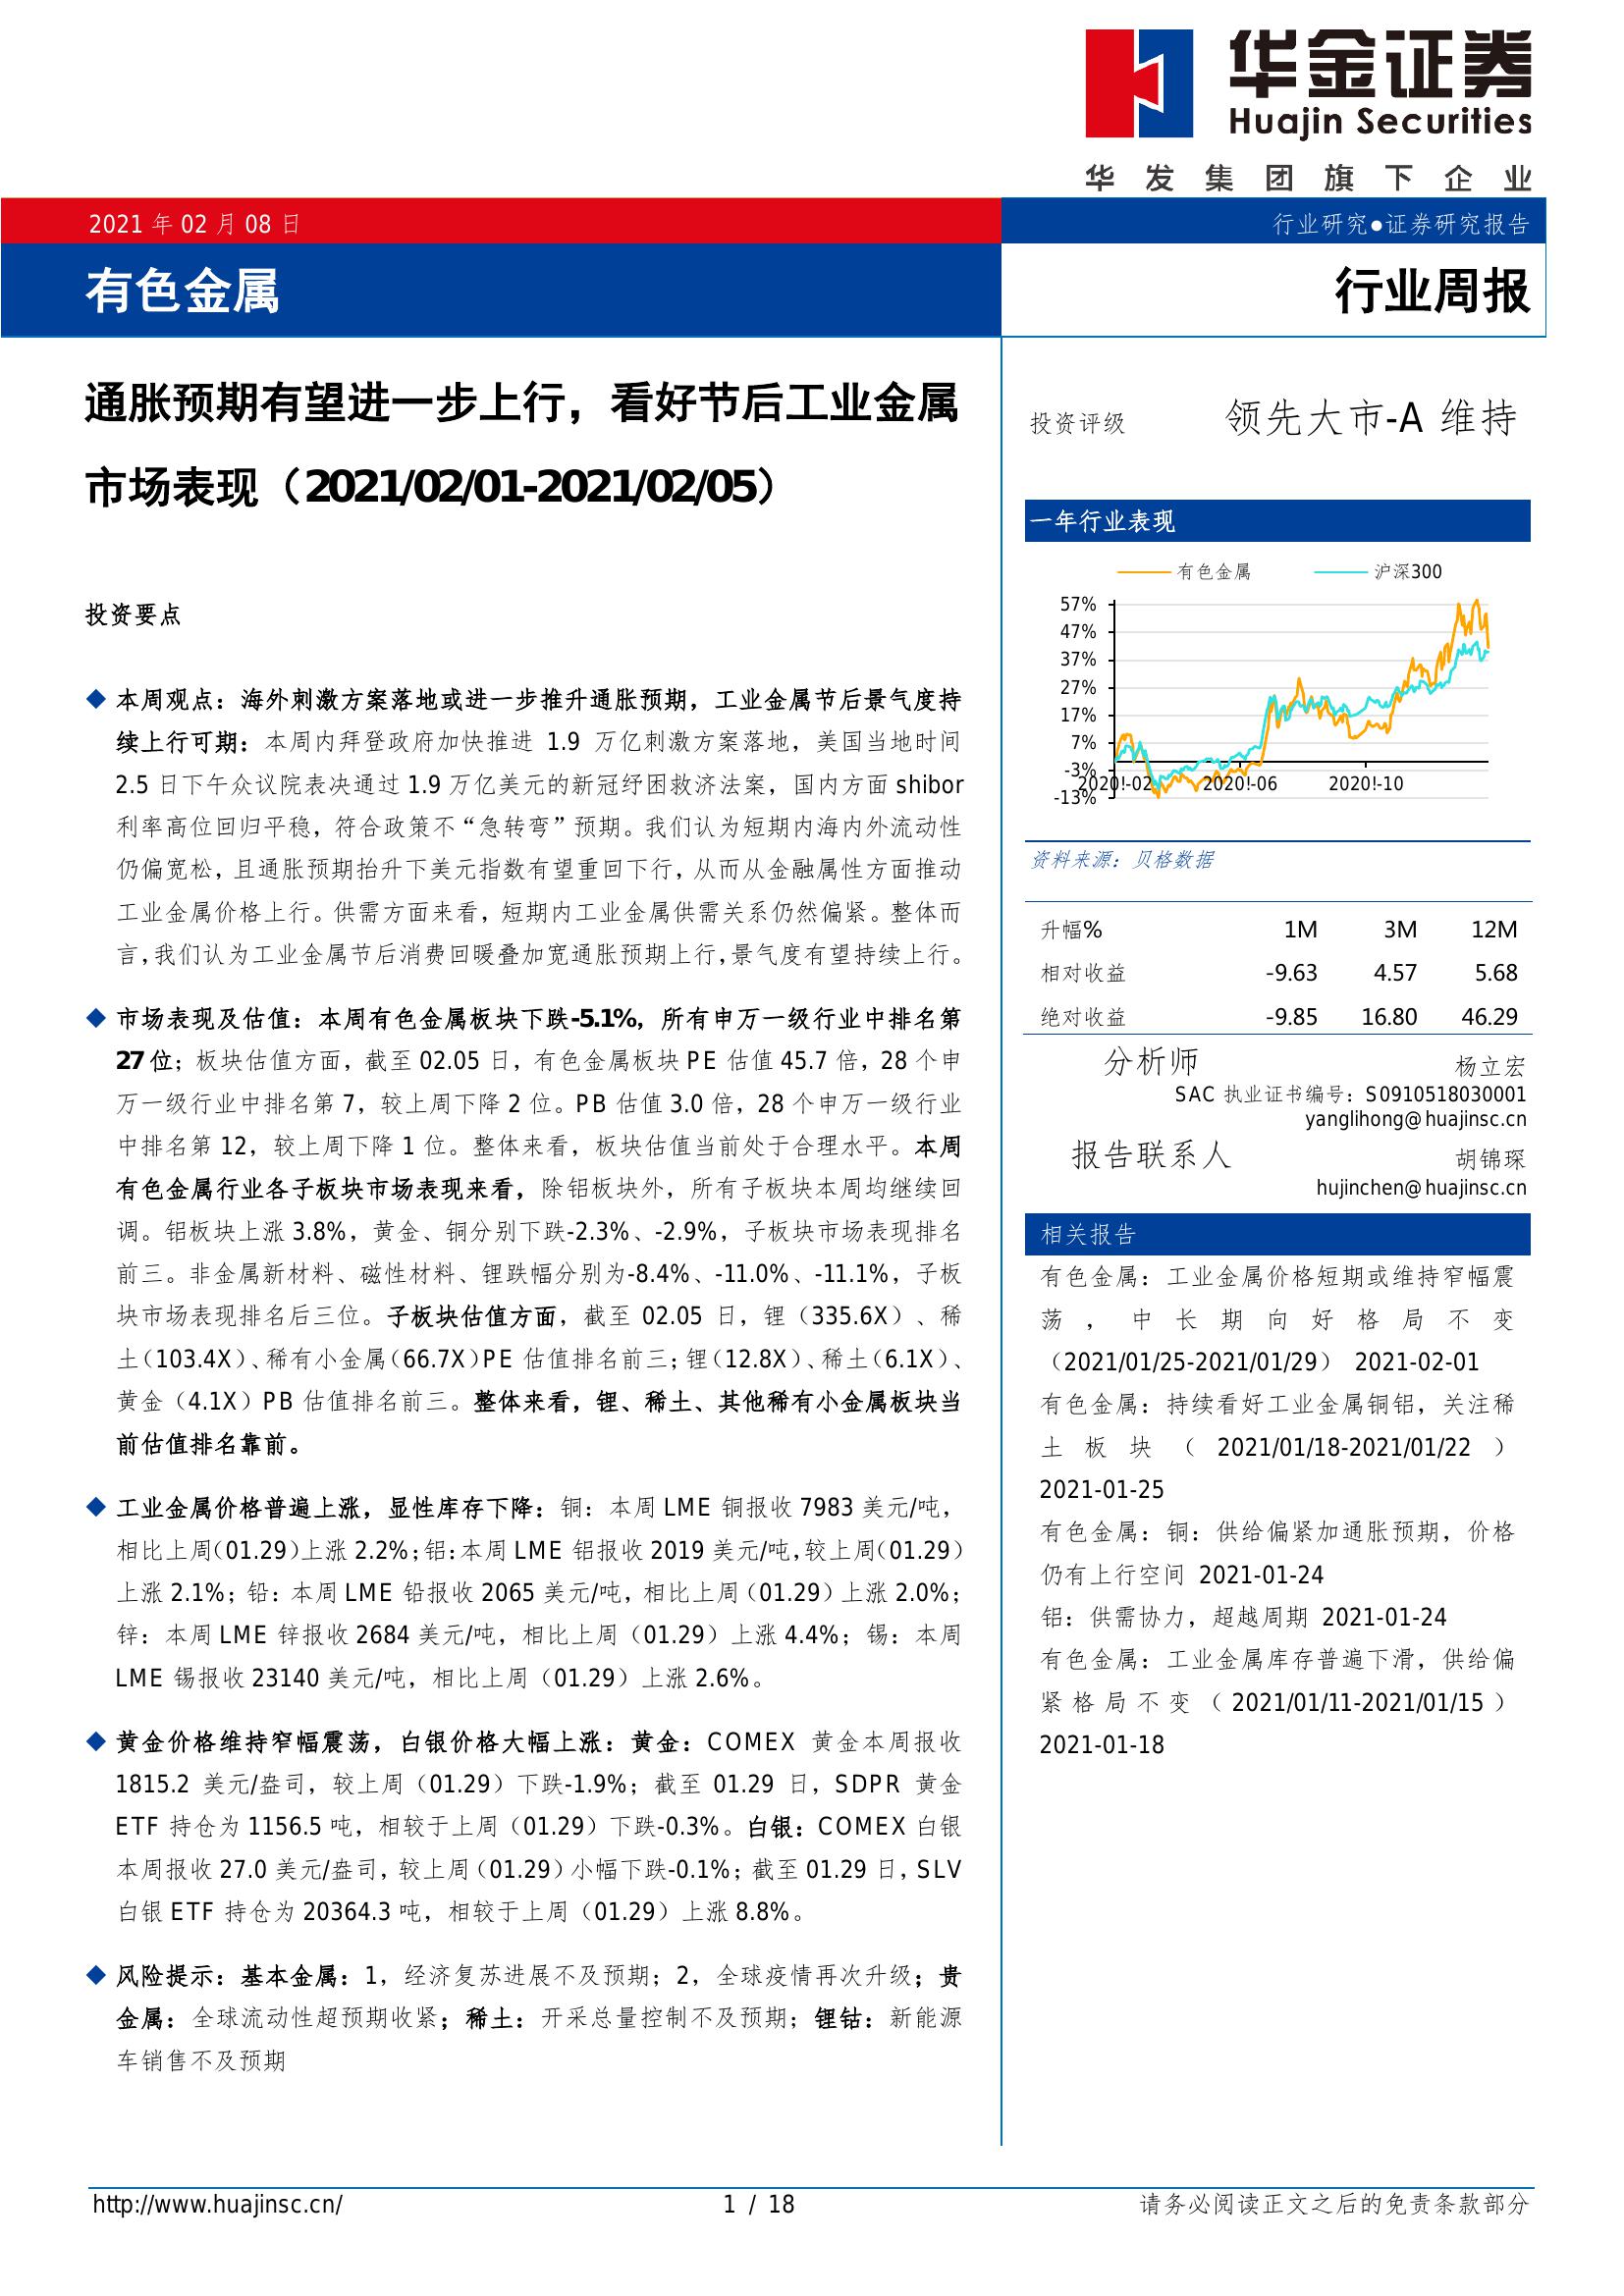 华金证券
Huajin Securities
华发集团旗下企业
2021 年 02 月 08 日
行业研究●证券研究报告
有色金属
行业周报
通胀预期有望进一步上行，看好节后工业金属
市场表现（2021/02/01-2021/02/05）
投资要点
◆ 本周观点：海外刺激方案落地或进一步推升通胀预期，工业金属节后景气度持
续上行可期：本周内拜登政府加快推进 1.9 万亿刺激方案落地，美国当地时间
2.5 日下午众议院表决通过 1.9 万亿美元的新冠纾困救济法案，国内方面 shibor
利率高位回归平稳，符合政策不“急转弯”预期。我们认为短期内海内外流动性
仍偏宽松，且通胀预期抬升下美元指数有望重回下行，从而从金融属性方面推动
工业金属价格上行。供需方面来看，短期内工业金属供需关系仍然偏紧。整体而
言，我们认为工业金属节后消费回暖叠加宽通胀预期上行，景气度有望持续上行。
◆ 市场表现及估值：本周有色金属板块下跌-5.1%，所有申万一级行业中排名第
27 位；板块估值方面，截至 02.05 日，有色金属板块 PE 估值 45.7 倍，28 个申
万一级行业中排名第 7，较上周下降 2 位。PB 估值 3.0 倍，28 个申万一级行业
中排名第 12，较上周下降 1 位。整体来看，板块估值当前处于合理水平。本周
有色金属行业各子板块市场表现来看，除铝板块外，所有子板块本周均继续回
调。铝板块上涨 3.8%，黄金、铜分别下跌-2.3%、-2.9%，子板块市场表现排名
前三。非金属新材料、磁性材料、锂跌幅分别为-8.4%、-11.0%、-11.1%，子板
块市场表现排名后三位。子板块估值方面，截至 02.05 日，锂（335.6X）、稀
土（103.4X）、稀有小金属（66.7X）PE 估值排名前三；锂（12.8X）、稀土（6.1X）、
黄金（4.1X）PB 估值排名前三。整体来看，锂、稀土、其他稀有小金属板块当
前估值排名靠前。
◆ 工业金属价格普遍上涨，显性库存下降：铜：本周 LME 铜报收 7983 美元/吨，
相比上周（01.29）上涨 2.2%；铝：本周 LME 铝报收 2019 美元/吨，较上周（01.29）
上涨 2.1%；铅：本周 LME 铅报收 2065 美元/吨，相比上周（01.29）上涨 2.0%；
锌：本周 LME 锌报收 2684 美元/吨，相比上周（01.29）上涨 4.4%；锡：本周
LME 锡报收 23140 美元/吨，相比上周（01.29）上涨 2.6%。
◆ 黄金价格维持窄幅震荡，白银价格大幅上涨：黄金：COMEX 黄金本周报收
1815.2 美元/盎司，较上周（01.29）下跌-1.9%；截至 01.29 日，SDPR 黄金
ETF 持仓为 1156.5 吨，相较于上周（01.29）下跌-0.3%。白银：COMEX 白银
本周报收 27.0 美元/盎司，较上周（01.29）小幅下跌-0.1%；截至 01.29 日，SLV
白银 ETF 持仓为 20364.3 吨，相较于上周（01.29）上涨 8.8%。
◆ 风险提示：基本金属：1，经济复苏进展不及预期；2，全球疫情再次升级；贵
金属：全球流动性超预期收紧；稀土：开采总量控制不及预期；锂钴：新能源
车销售不及预期
投资评级 领先大市-A 维持
一年行业表现
有色金属 沪深300
57%
47%
37%
27%
17%
7%
-3%
-13%
2020!-02 2020!-06 2020!-10
资料来源：贝格数据
升幅% 1M 3M 12M
相对收益 -9.63 4.57 5.68
绝对收益 -9.85 16.80 46.29
分析师 杨立宏
SAC 执业证书编号：S0910518030001
yanglihong@huajinsc.cn
报告联系人 胡锦琛
hujinchen@huajinsc.cn
相关报告
有色金属：工业金属价格短期或维持窄幅震
荡，中长期向好格局不变
（2021/01/25-2021/01/29） 2021-02-01
有色金属：持续看好工业金属铜铝，关注稀
土板块（2021/01/18-2021/01/22）
2021-01-25
有色金属：铜：供给偏紧加通胀预期，价格
仍有上行空间 2021-01-24
铝：供需协力，超越周期 2021-01-24
有色金属：工业金属库存普遍下滑，供给偏
紧格局不变（2021/01/11-2021/01/15）
2021-01-18
http://www.huajinsc.cn/ 1 / 18 请务必阅读正文之后的免责条款部分